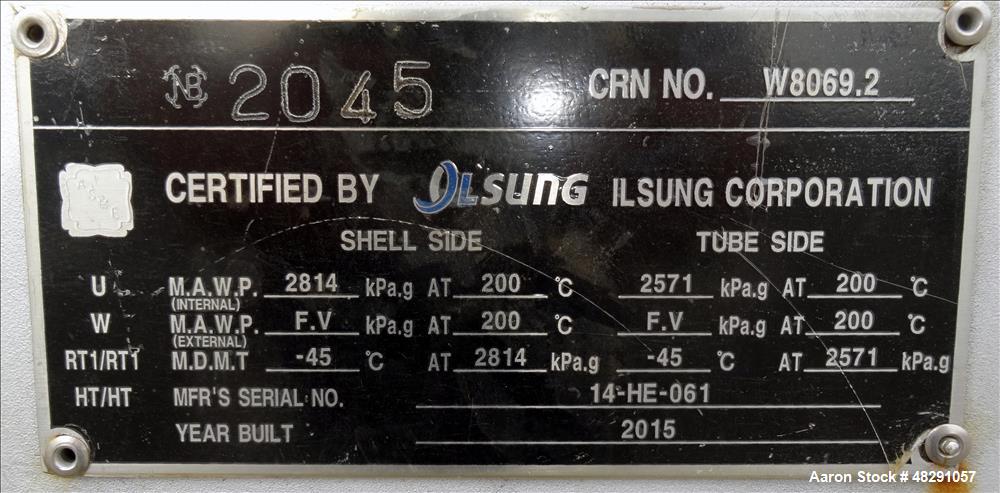 NB 2045 CRN NO. W8069.2
ASME CERTIFIED BY ILSUNG ILSUNG CORPORATION
SHELL SIDE TUBE SIDE
U M.A.W.P. (INTERNAL) 2814 kPa.g AT 200 °C 2571 kPa.g AT 200 °C
W M.A.W.P. (EXTERNAL) F.V kPa.g AT 200 °C F.V kPa.g AT 200 °C
RT1/RT1 M.D.M.T -45 °C AT 2814 kPa.g -45 °C AT 2571 kPa.g
HT/HT MFR'S SERIAL NO. 14-HE-061
YEAR BUILT 2015
Aaron Stock # 48291057